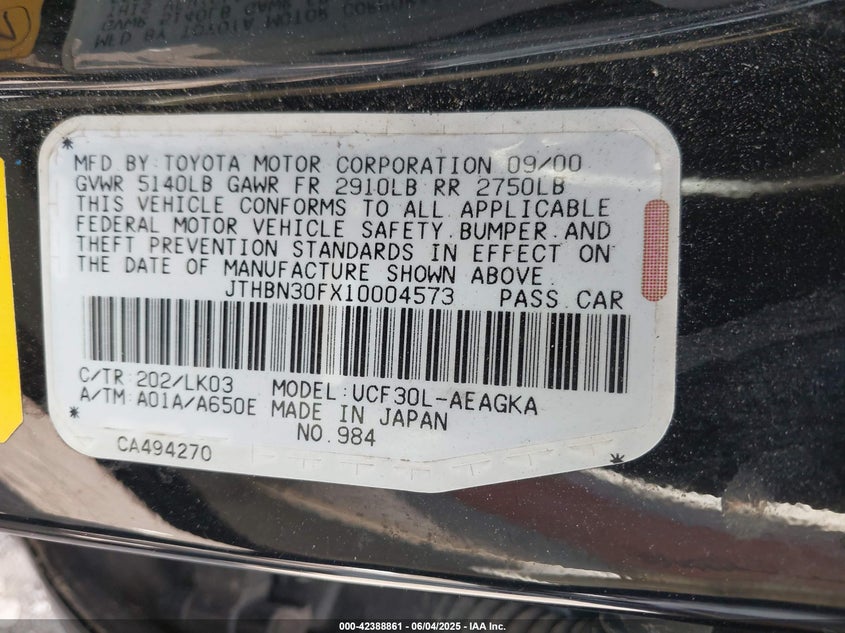 MFD BY:TOYOTA MOTOR CORPORATION 09/00
GVWR 5140LB GAWR FR 2910LB RR 2750LB
THIS VEHICLE CONFORMS TO ALL APPLICABLE
FEDERAL MOTOR VEHICLE SAFETY.BUMPER.AND
THEFT PREVENTION STANDARDS IN EFFECT ON
THE DATE OF MANUFACTURE SHOWN ABOVE.
JTHBN30FX10004573 PASS.CAR
C/TR:202/LK03 MODEL:UCF30L-AEAGKA
A/TM:A01A/A650E MADE IN JAPAN
NO.984
CA494270
000-42388861 - 06/04/2025 - © IAA Inc.